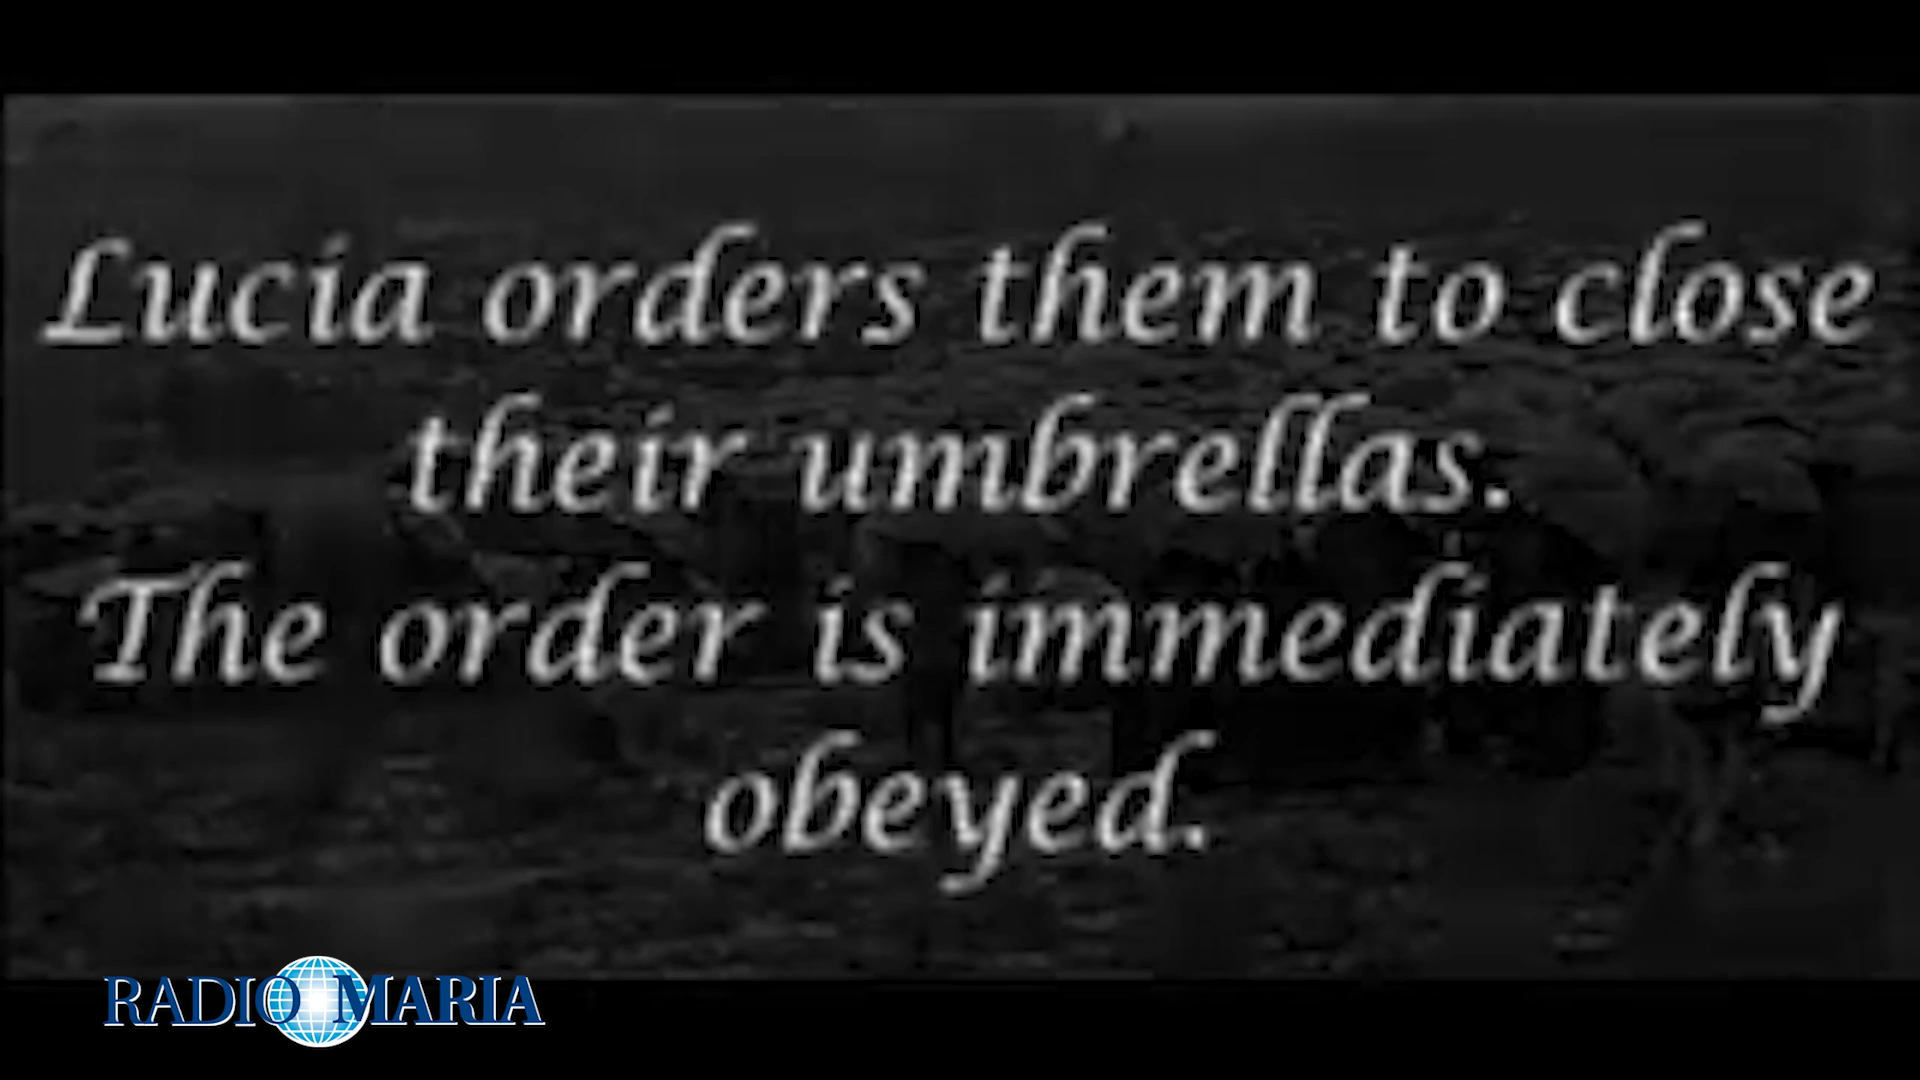 Lucia orders them to close
their umbrellas.
The order is immediately
obeyed.
RADIO MARIA